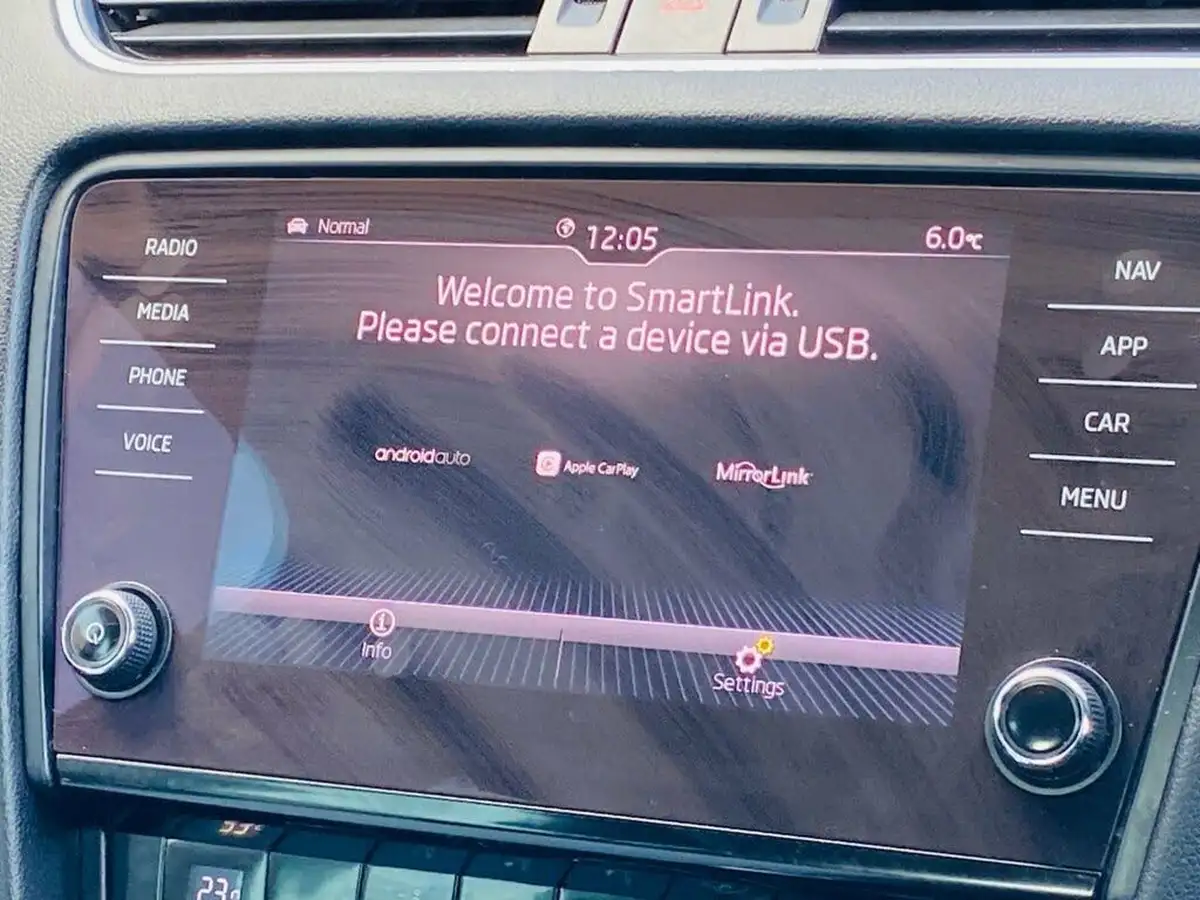 Normal
12:05
6.0℃
RADIO
MEDIA
PHONE
VOICE
Welcome to SmartLink.
Please connect a device via USB.
androidauto
Apple CarPlay
MirrorLink
Info
Settings
NAV
APP
CAR
MENU